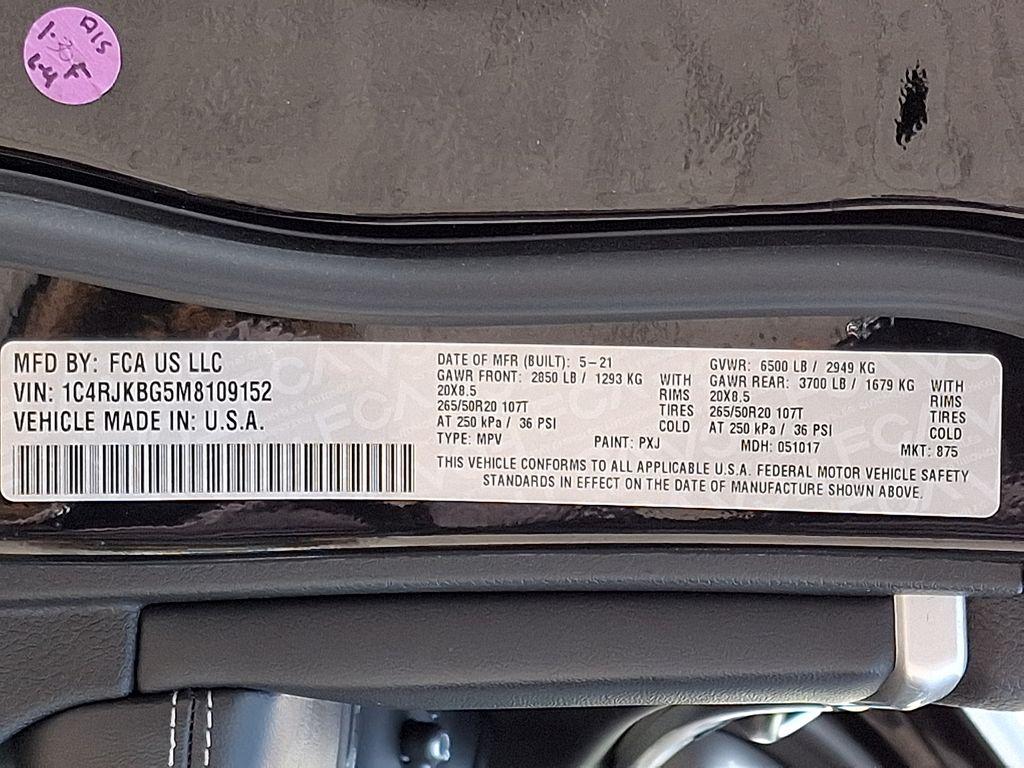 A/S
1-30 F
MFD BY: FCA US LLC
VIN: 1C4RJKBG5M8109152
VEHICLE MADE IN: U.S.A.
DATE OF MFR (BUILT): 5-21
GAWR FRONT: 2850 LB / 1293 KG WITH
20X8.5 RIMS
265/50R20 107T TIRES
AT 250 kPa / 36 PSI COLD
TYPE: MPV PAINT: PXJ
GVWR: 6500 LB / 2949 KG
GAWR REAR: 3700 LB / 1679 KG WITH
20X8.5 RIMS
265/50R20 107T TIRES
AT 250 kPa / 36 PSI COLD
MDH: 051017 MKT: 875
THIS VEHICLE CONFORMS TO ALL APPLICABLE U.S.A. FEDERAL MOTOR VEHICLE SAFETY
STANDARDS IN EFFECT ON THE DATE OF MANUFACTURE SHOWN ABOVE.